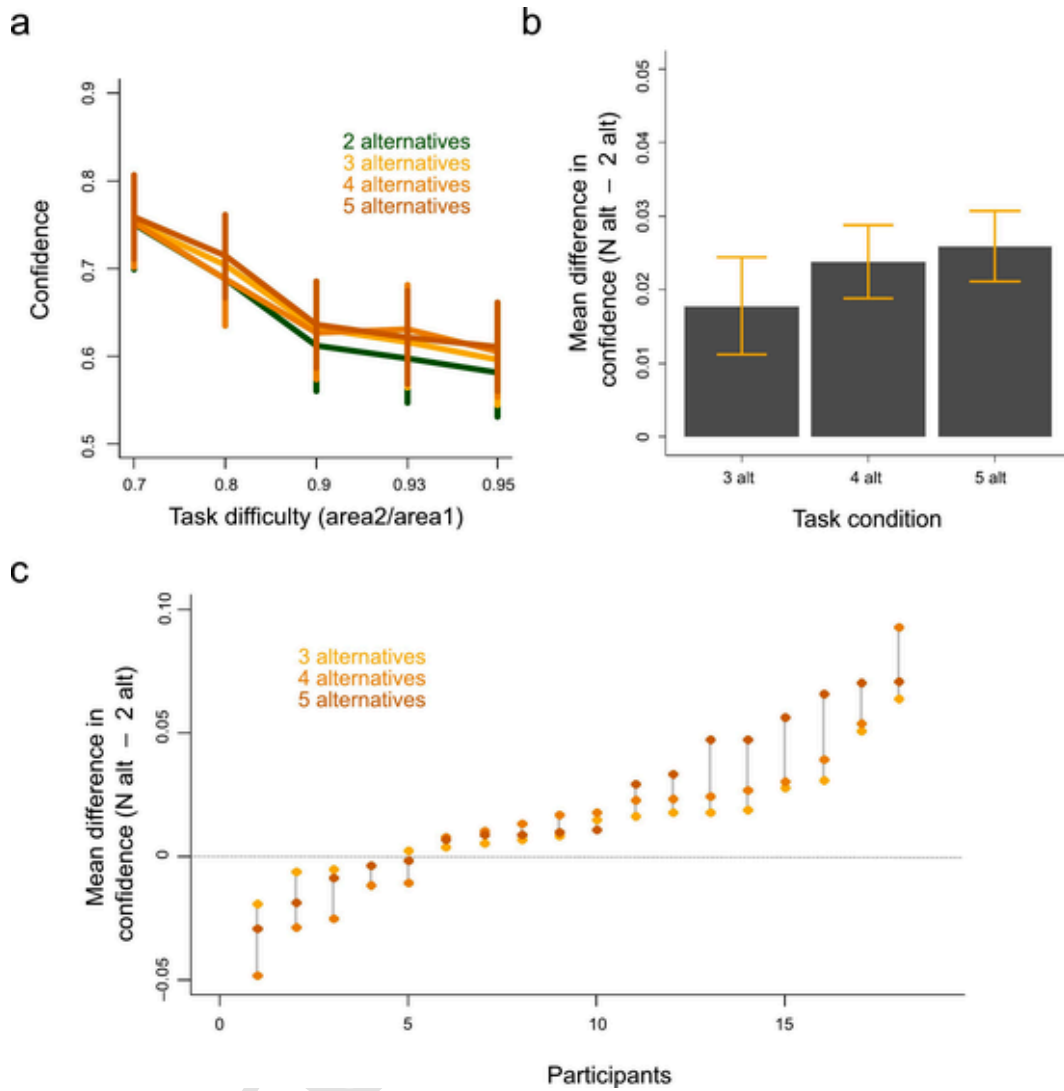 a
0.9
0.8
0.7
0.6
0.5
Confidence
2 alternatives
3 alternatives
4 alternatives
5 alternatives
0.7
0.8
0.9
0.93
0.95
Task difficulty (area2/area1)
b
0.05
0.04
0.03
0.02
0.01
0
Mean difference in
confidence (N alt − 2 alt)
3 alt
4 alt
5 alt
Task condition
c
0.10
0.05
0
−0.05
Mean difference in
confidence (N alt − 2 alt)
3 alternatives
4 alternatives
5 alternatives
0
5
10
15
Participants